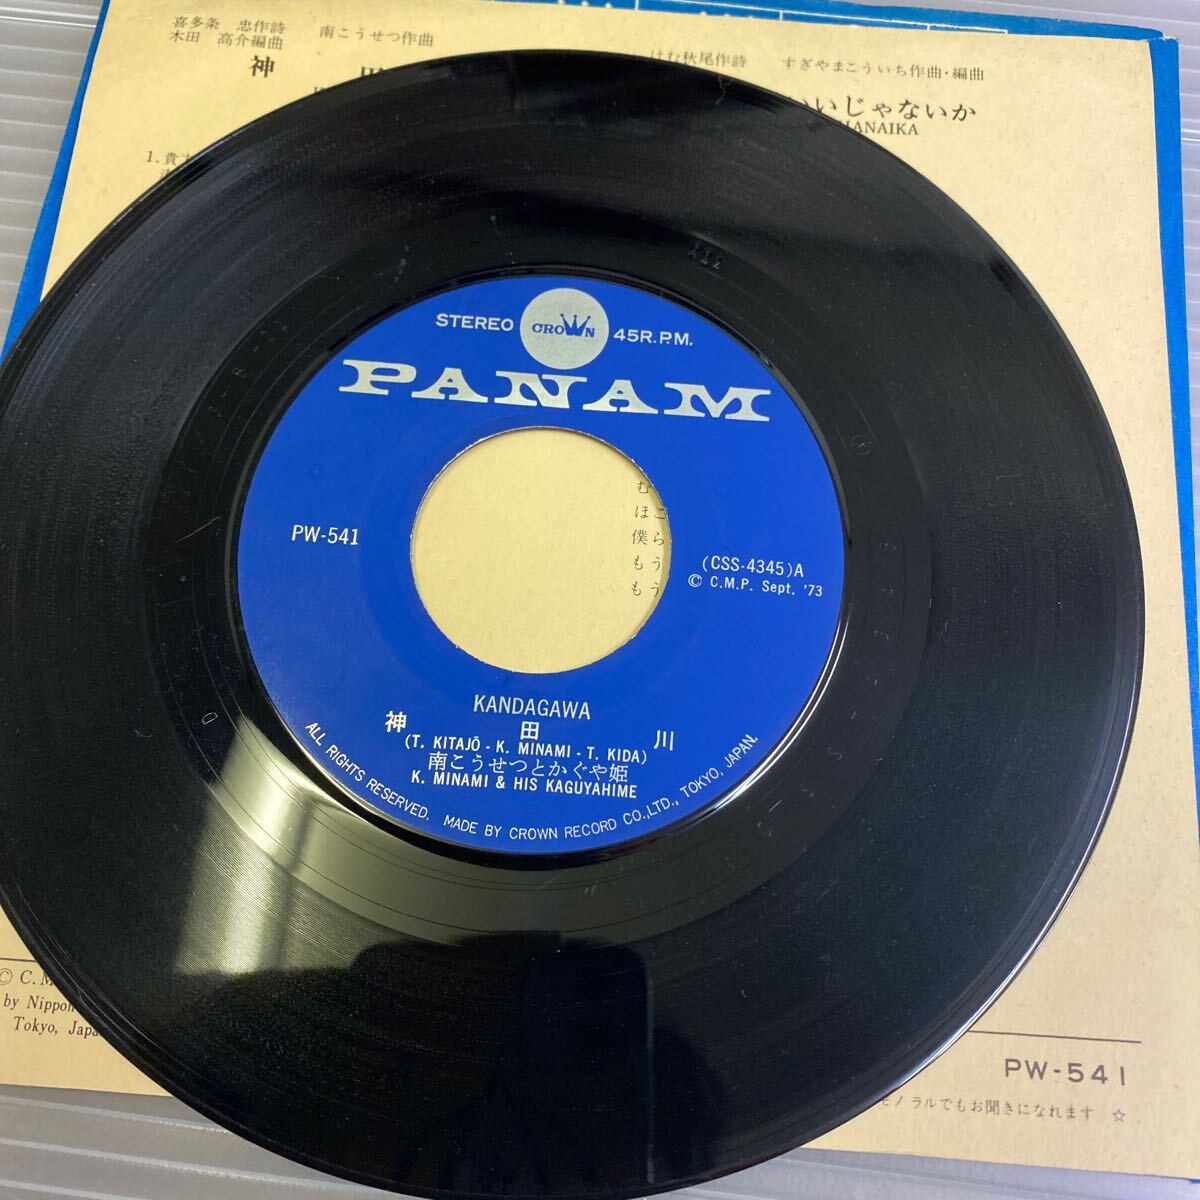 喜多条 忠作詩
木田 高介編曲
南こうせつ作曲
神
はむ秋尾作詩 すぎやまこういち作曲・編曲
いじゃないか
HANAIKA
1.貴
STEREO
CROWN
45R.P.M.
PANAM
PW-541
(CSS-4345)A
© C.M.P. Sept. '73
む
ほこ
僕ら
もう
もう
KANDAGAWA
神田川
(T. KITAJŌ - K. MINAMI - T. KIDA)
南こうせつとかぐや姫
K. MINAMI & HIS KAGUYAHIME
ALL RIGHTS RESERVED. MADE BY CROWN RECORD CO.,LTD., TOKYO, JAPAN.
© C.M
by Nippon
Tokyo, Japa
PW-541
モノラルでもお聞きになれます ☆